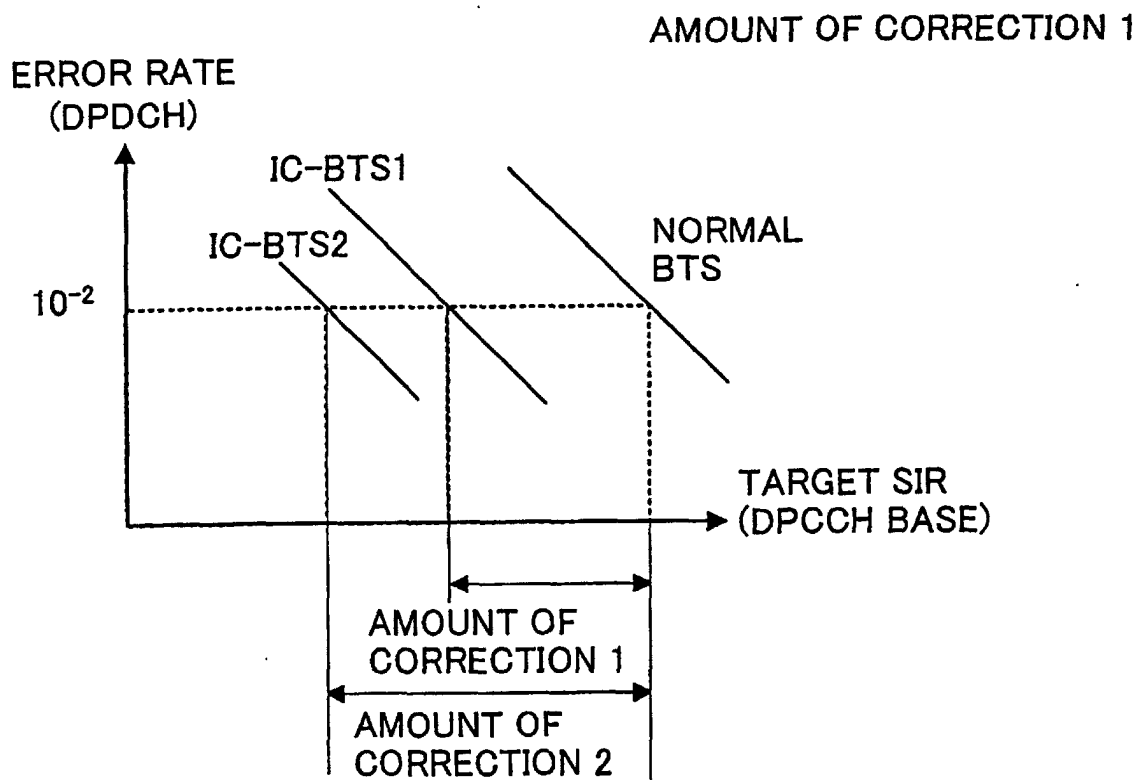 AMOUNT OF CORRECTION 1
ERROR RATE
(DPDCH)
IC-BTS1
IC-BTS2
NORMAL
BTS
10⁻²
TARGET SIR
(DPCCH BASE)
AMOUNT OF
CORRECTION 1
AMOUNT OF
CORRECTION 2